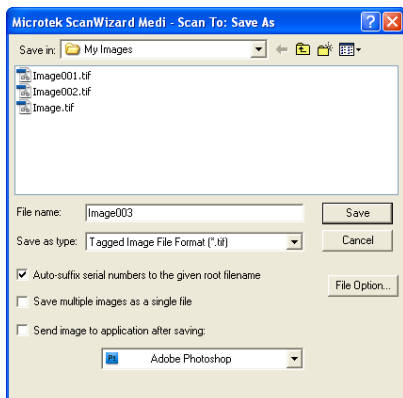 Microtek ScanWizard Medi - Scan To: Save As
Save in: My Images
Image001.tif
Image002.tif
Image.tif
File name: Image003 Save
Save as type: Tagged Image File Format (*.tif) Cancel
Auto-suffix serial numbers to the given root filename
File Option...
Save multiple images as a single file
Send image to application after saving:
Ps Adobe Photoshop